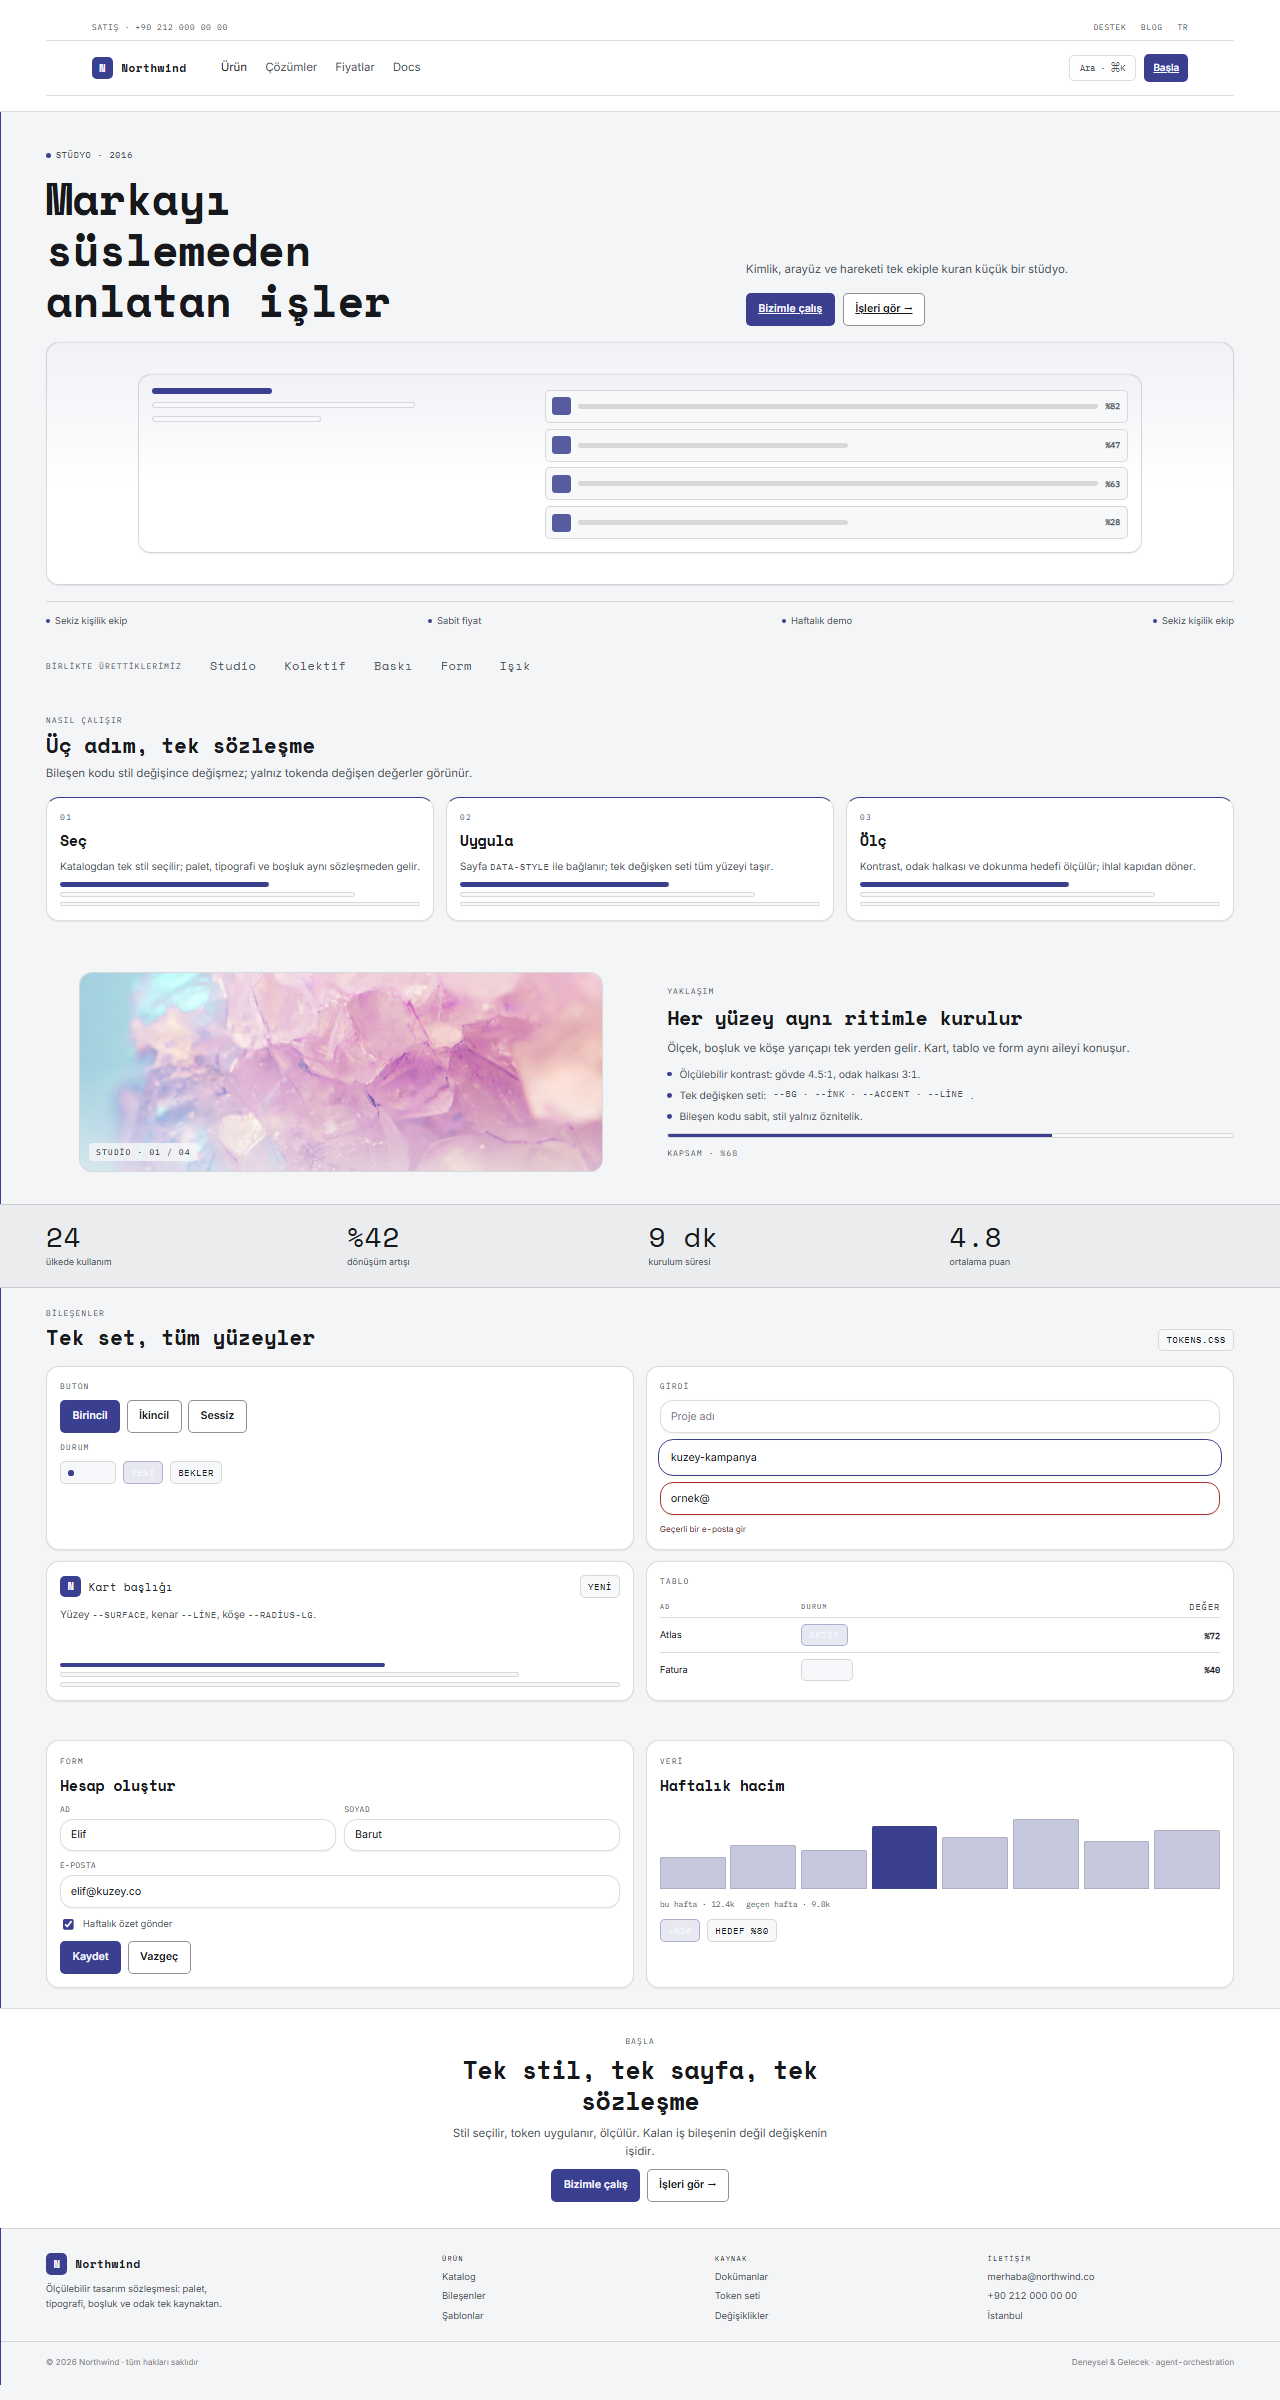 SATIŞ · +90 212 000 00 00
DESTEK BLOG TR
N Northwind Ürün Çözümler Fiyatlar Docs
Ara · ⌘K Başla
STÜDYO · 2016
Markayı
süslemeden
anlatan işler
Kimlik, arayüz ve hareketi tek ekiple kuran küçük bir stüdyo.
Bizimle çalış İşleri gör →
%82
%47
%63
%28
Sekiz kişilik ekip Sabit fiyat Haftalık demo Sekiz kişilik ekip
BİRLİKTE ÜRETTİKLERİMİZ Studio Kolektif Baskı Form Işık
NASIL ÇALIŞIR
Üç adım, tek sözleşme
Bileşen kodu stil değişince değişmez; yalnız tokenda değişen değerler görünür.
01
Seç
Katalogdan tek stil seçilir; palet, tipografi ve boşluk aynı sözleşmeden gelir.
02
Uygula
Sayfa DATA-STYLE ile bağlanır; tek değişken seti tüm yüzeyi taşır.
03
Ölç
Kontrast, odak halkası ve dokunma hedefi ölçülür; ihlal kapıdan döner.
STUDİO · 01 / 04
YAKLAŞIM
Her yüzey aynı ritimle kurulur
Ölçek, boşluk ve köşe yarıçapı tek yerden gelir. Kart, tablo ve form aynı aileyi konuşur.
Ölçülebilir kontrast: gövde 4.5:1, odak halkası 3:1.
Tek değişken seti: --BG · --İNK · --ACCENT · --LİNE .
Bileşen kodu sabit, stil yalnız öznitelik.
KAPSAM · %68
24
ülkede kullanım
%42
dönüşüm artışı
9 dk
kurulum süresi
4.8
ortalama puan
BİLEŞENLER
Tek set, tüm yüzeyler
TOKENS.CSS
BUTON
Birincil İkincil Sessiz
DURUM
YENİ BEKLER
GİRDİ
Proje adı
kuzey-kampanya
ornek@
Geçerli bir e-posta gir
N Kart başlığı YENİ
Yüzey --SURFACE, kenar --LİNE, köşe --RADİUS-LG.
TABLO
AD DURUM DEĞER
Atlas AKTİF %72
Fatura %40
FORM
Hesap oluştur
AD SOYAD
Elif Barut
E-POSTA
elif@kuzey.co
Haftalık özet gönder
Kaydet Vazgeç
VERİ
Haftalık hacim
bu hafta · 12.4k geçen hafta · 9.8k
HEDEF %80
BAŞLA
Tek stil, tek sayfa, tek
sözleşme
Stil seçilir, token uygulanır, ölçülür. Kalan iş bileşenin değil değişkenin
işidir.
Bizimle çalış İşleri gör →
N Northwind
Ölçülebilir tasarım sözleşmesi: palet,
tipografi, boşluk ve odak tek kaynaktan.
ÜRÜN
Katalog
Bileşenler
Şablonlar
KAYNAK
Dokümanlar
Token seti
Değişiklikler
İLETİŞİM
merhaba@northwind.co
+90 212 000 00 00
İstanbul
© 2026 Northwind · tüm hakları saklıdır
Deneysel & Gelecek · agent-orchestration